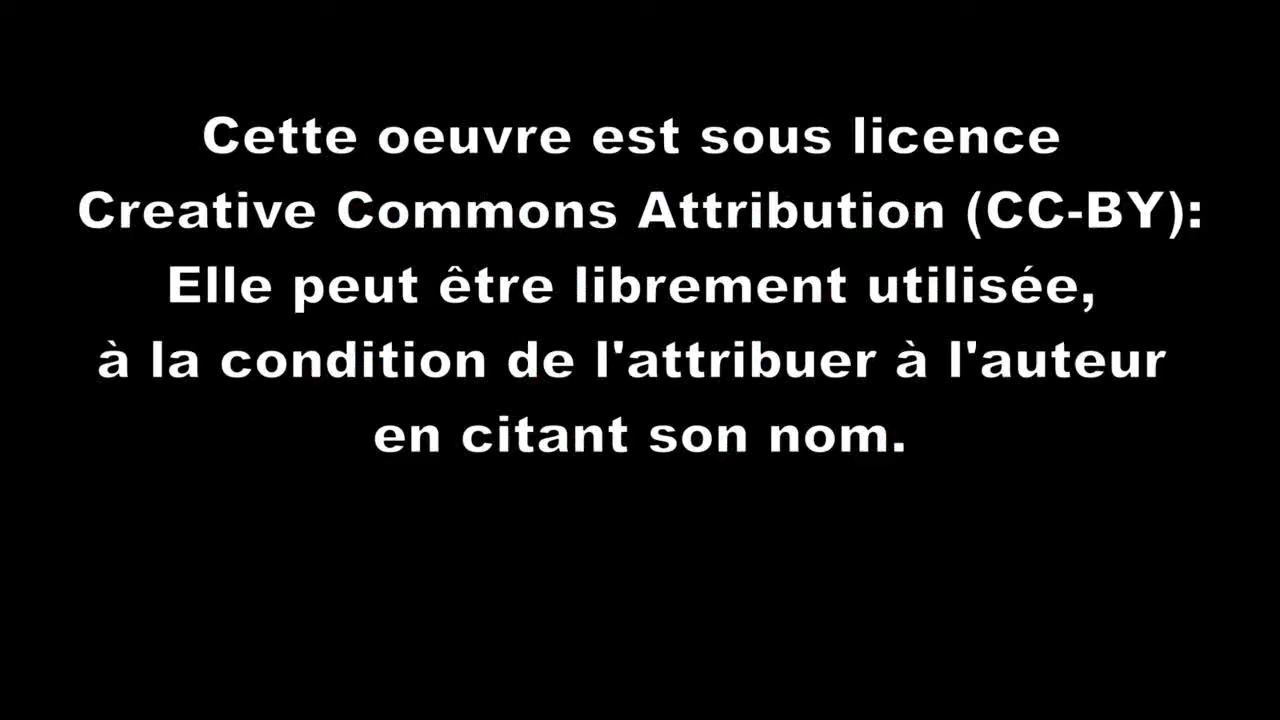 Cette oeuvre est sous licence
Creative Commons Attribution (CC-BY):
Elle peut être librement utilisée,
à la condition de l'attribuer à l'auteur
en citant son nom.